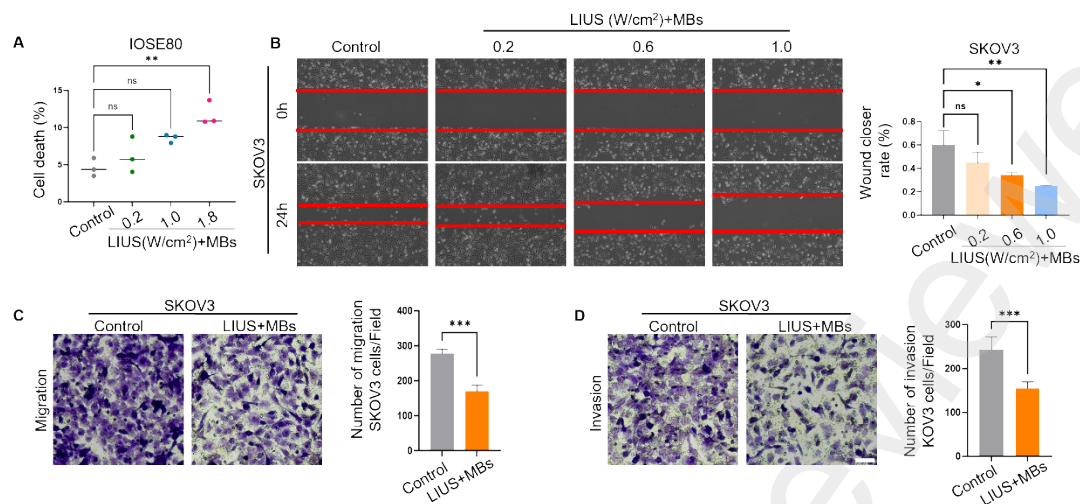 A
IOSE80
**
ns
ns
Cell death (%)
15
10
5
0
Control
0.2
1.0
1.8
LIUS(W/cm²)+MBs
B
LIUS (W/cm²)+MBs
Control
0.2
0.6
1.0
SKOV3
0h
24h
SKOV3
**
*
ns
Wound closer
rate (%)
0.8
0.6
0.4
0.2
0.0
Control
0.2
0.6
1.0
LIUS(W/cm²)+MBs
C
SKOV3
Control
LIUS+MBs
Migration
Number of migration
SKOV3 cells/Field
400
300
200
100
0
***
Control
LIUS+MBs
D
SKOV3
Control
LIUS+MBs
Invasion
Number of invasion
KOV3 cells/Field
300
200
100
0
***
Control
LIUS+MBs